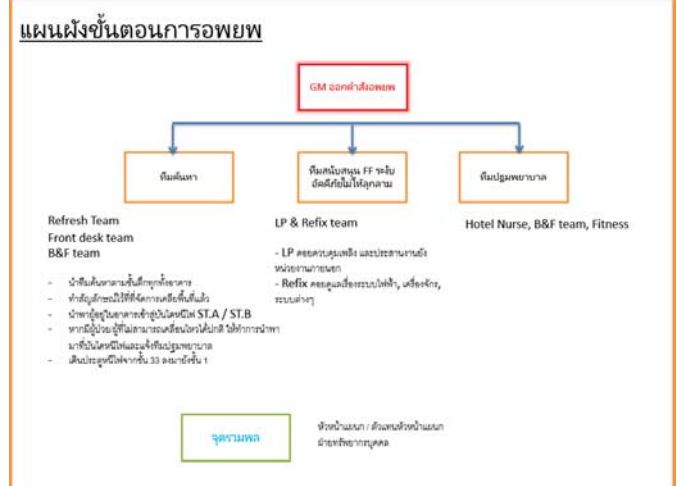 แผนผังขั้นตอนการอพยพ
GM ออกคำสั่งอพยพ
ทีมค้นหา
ทีมสนับสนุน FF ระงับ
อัคคีภัยไม่ให้ลุกลาม
ทีมปฐมพยาบาล
Refresh Team
Front desk team
B&F team
- นำทีมค้นหาตามชั้นตึกทุกทั้งอาคาร
- ทำสัญลักษณ์ไว้ที่ที่จัดการเคลียพื้นที่แล้ว
- นำพาผู้อยู่ในอาคารเข้าสู่บันไดหนีไฟ ST.A / ST.B
- หากมีผู้ป่วย ผู้ที่ไม่สามารถเคลื่อนไหวได้ปกติ ให้ทำการนำพา
มาที่บันไดหนีไฟและแจ้งทีมปฐมพยาบาล
- เดินประตูหนีไฟจากชั้น 33 ลงมายังชั้น 1
LP & Refix team
- LP คอยควบคุมเพลิง และประสานงานยัง
หน่วยงานภายนอก
- Refix คอยดูแลเรื่องระบบไฟฟ้า, เครื่องจักร,
ระบบต่างๆ
Hotel Nurse, B&F team, Fitness
จุดรวมพล
หัวหน้าแผนก / ตัวแทนหัวหน้าแผนก
ฝ่ายทรัพยากรบุคคล